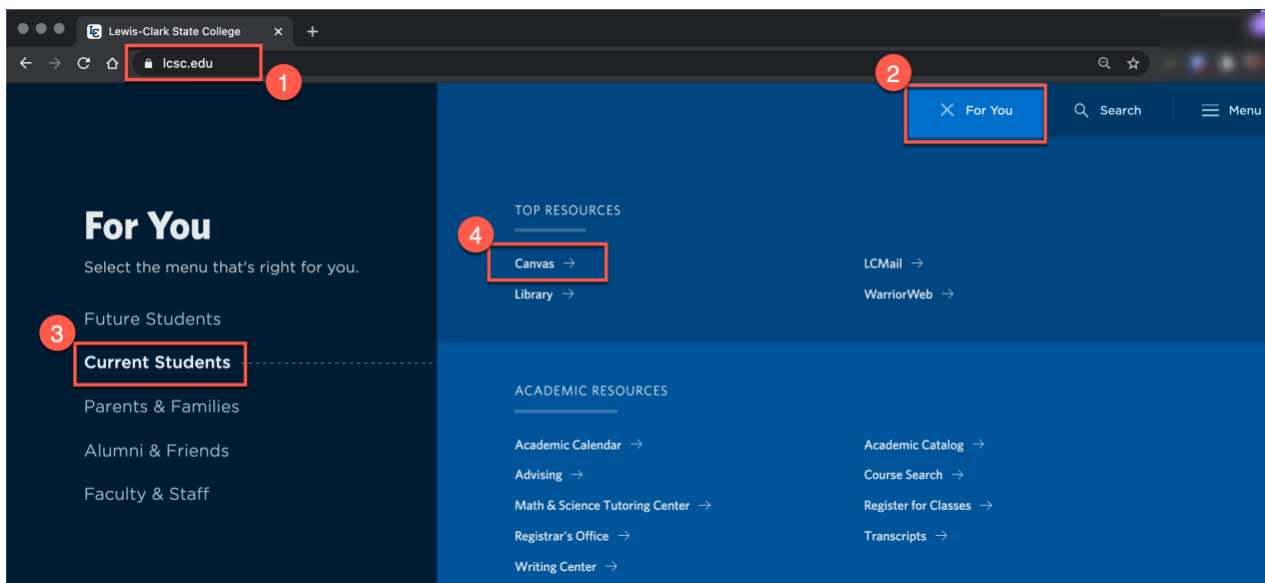 Lewis-Clark State College
lcsc.edu
1
2
For You
Search
Menu
For You
Select the menu that's right for you.
Future Students
3
Current Students
Parents & Families
Alumni & Friends
Faculty & Staff
TOP RESOURCES
4
Canvas → LCMail →
Library → WarriorWeb →
ACADEMIC RESOURCES
Academic Calendar → Academic Catalog →
Advising → Course Search →
Math & Science Tutoring Center → Register for Classes →
Registrar's Office → Transcripts →
Writing Center →